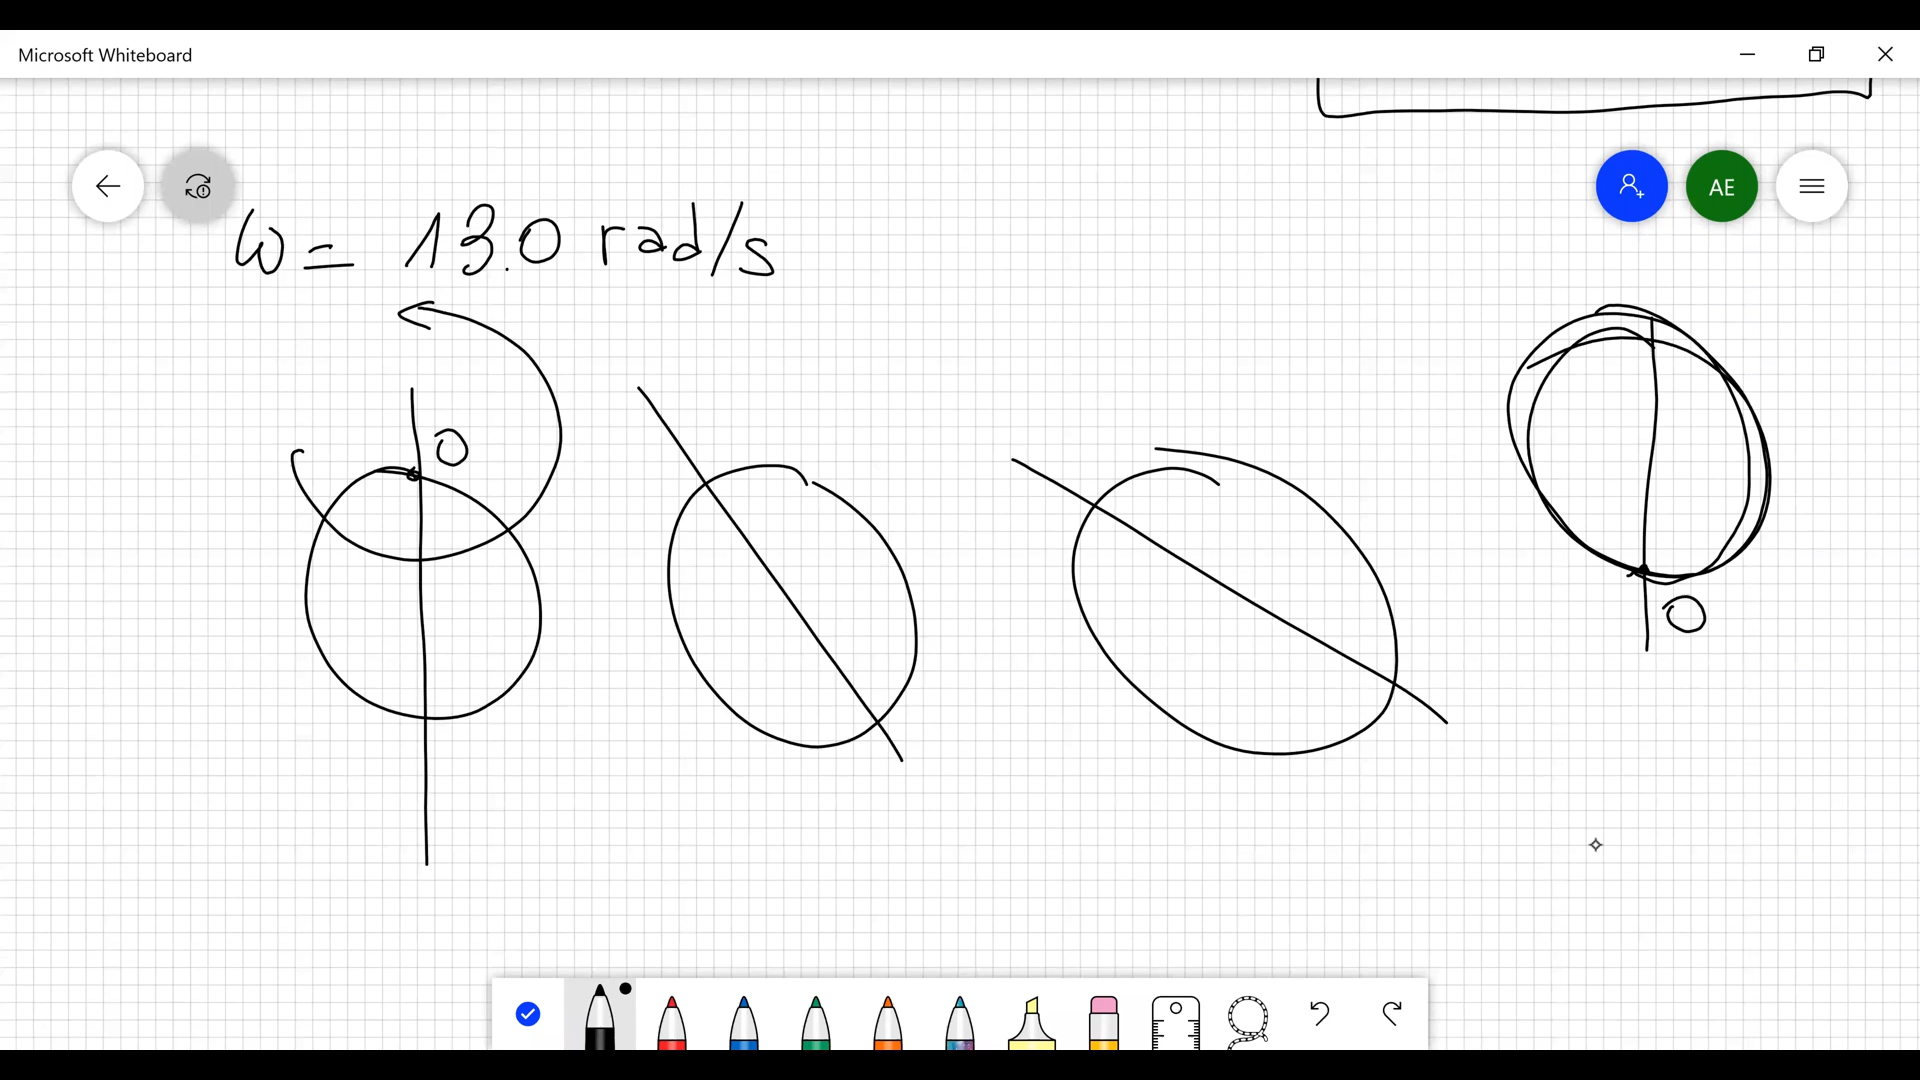 Microsoft Whiteboard
AE
ω = 13.0 rad/s
O
O